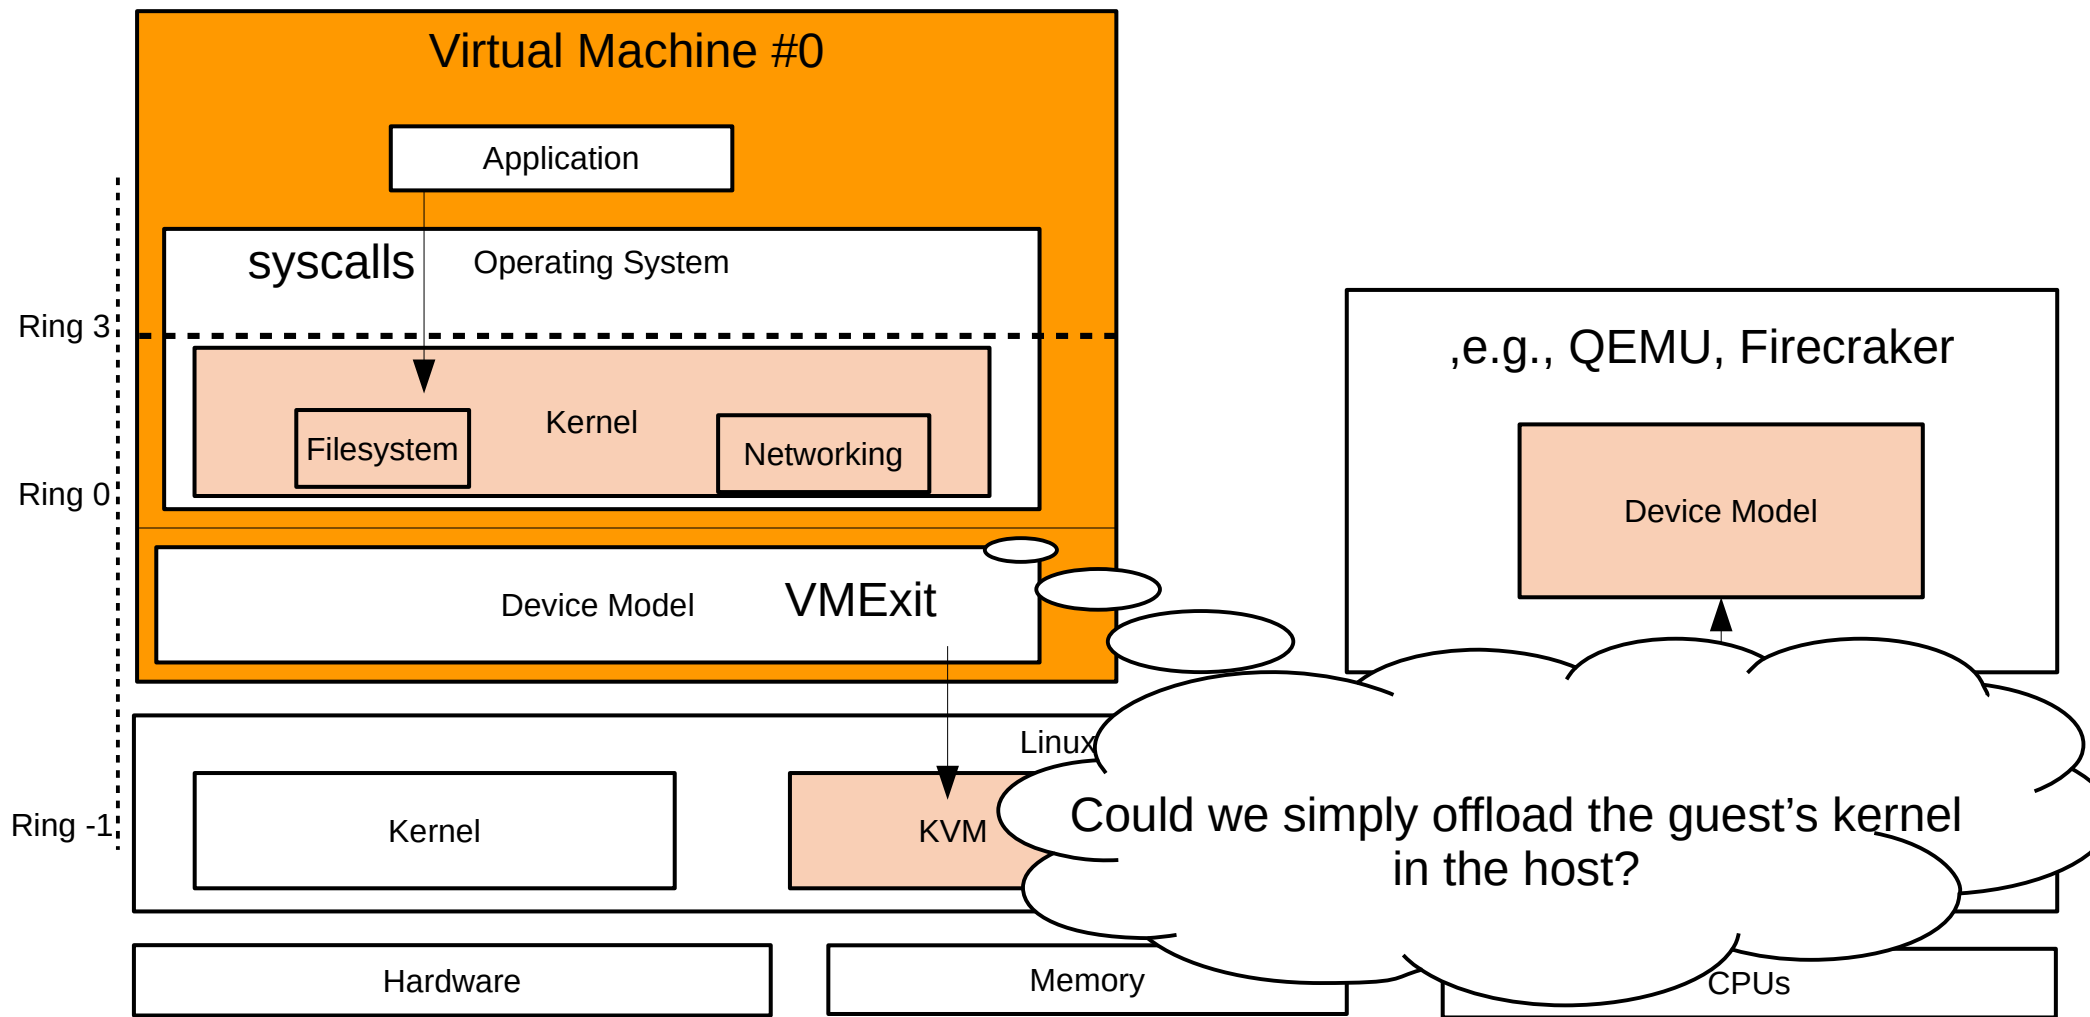 Virtual Machine #0
Application
syscalls
Operating System
Ring 3
,e.g., QEMU, Firecraker
Kernel
Filesystem
Networking
Ring 0
Device Model
Device Model
VMExit
Linux
Ring -1
Kernel
KVM
Could we simply offload the guest’s kernel
in the host?
Hardware
Memory
CPUs